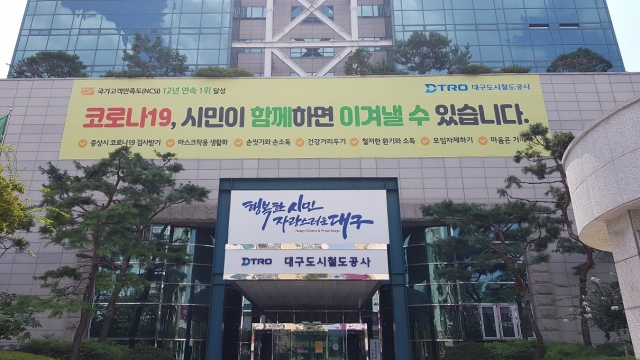 국가고객만족도(NCSI) 12년 연속 1위 달성
DTRO 대구도시철도공사
코로나19, 시민이 함께하면 이겨낼 수 있습니다.
증상시 코로나19 검사받기 마스크착용 생활화 손씻기와 손소독 건강거리두기 철저한 환기와 소독 모임자제하기 마음은 가
행복한 시민
자랑스러운 대구
Happy Citizens & Proud Daegu
DTRO 대구도시철도공사